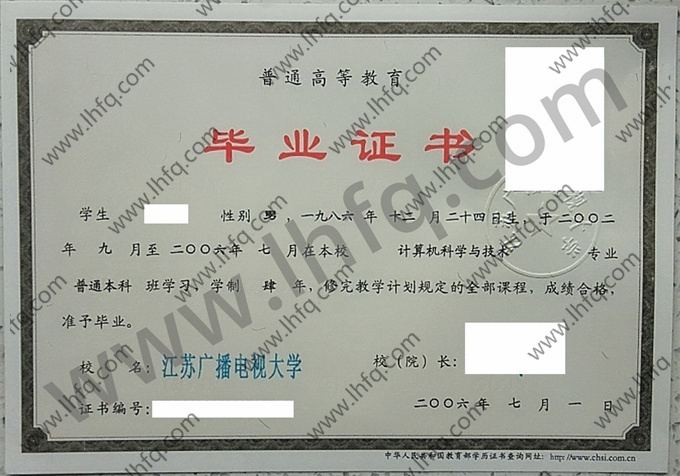 普通高等教育
毕业证书
学生 性别 男 ，一九八六 年 十二 月 二十四日生，于 二〇〇二
年 九 月至 二〇〇六年 七 月在本校 计算机科学与技术 专业
普通本科 班学习，学制 肆 年，修完教学计划规定的全部课程，成绩合格，
准予毕业。
校 名：江苏广播电视大学 校（院）长：
证书编号： 二〇〇六年 七 月 一 日
中华人民共和国教育部学历证书查询网址：http://www.chsi.com.cn
www.lhfq.com